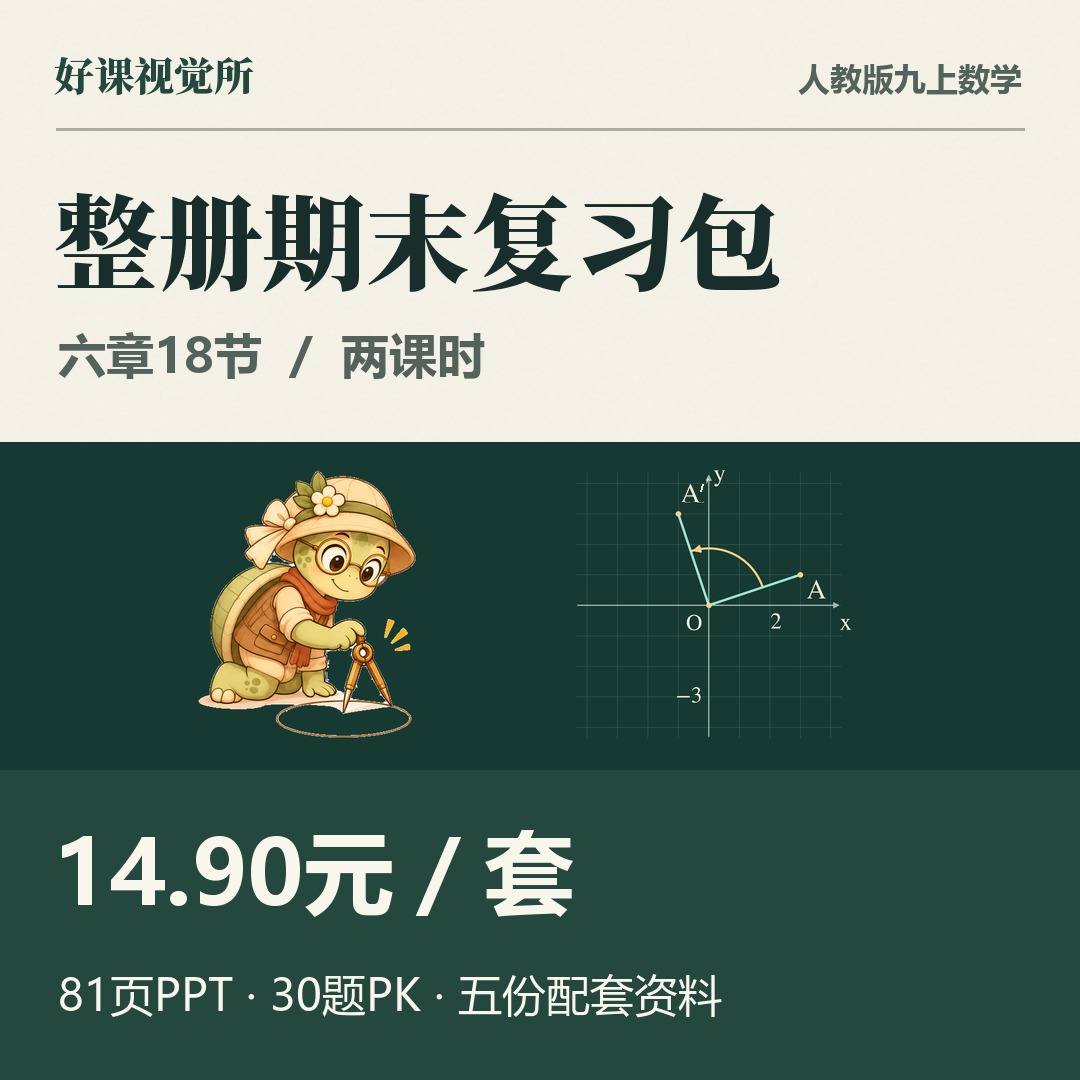 好课视觉所
人教版九上数学
整册期末复习包
六章18节 / 两课时
y
A′
A
O
2
x
−3
14.90元 / 套
81页PPT · 30题PK · 五份配套资料